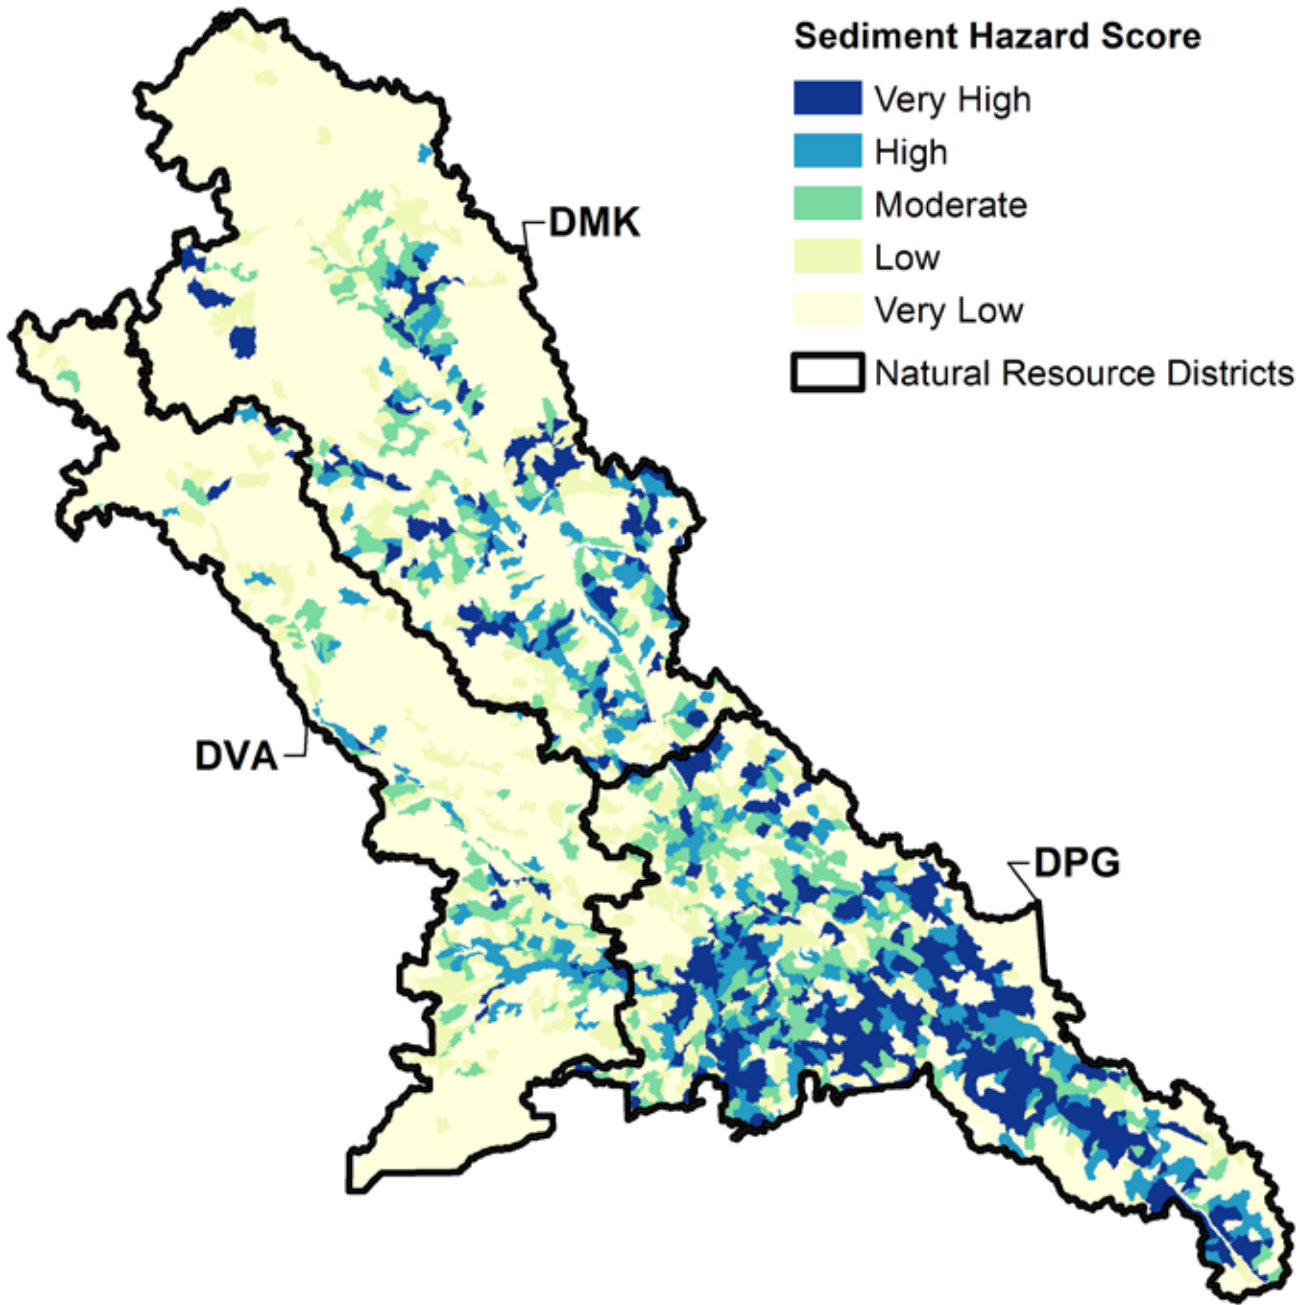 Sediment Hazard Score
Very High
High
Moderate
Low
Very Low
Natural Resource Districts
DMK
DVA
DPG